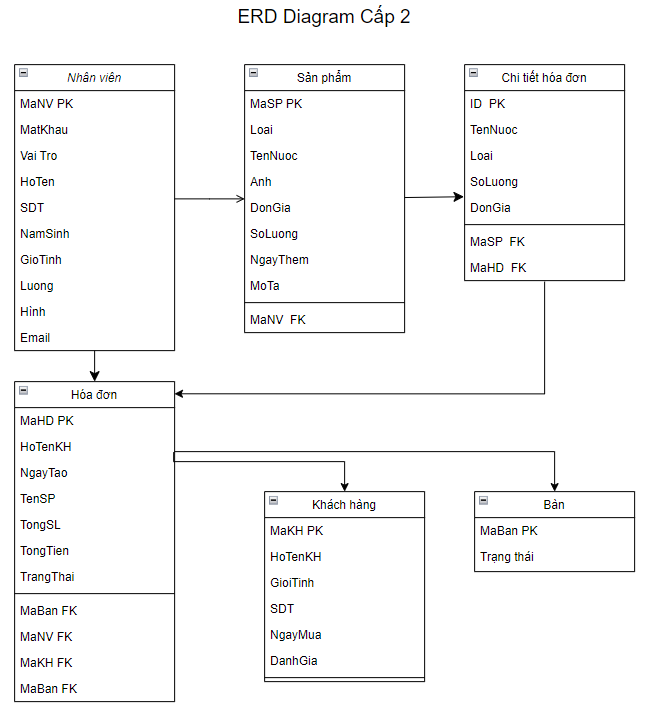 ERD Diagram Cấp 2
Nhân viên
MaNV PK
MatKhau
Vai Tro
HoTen
SDT
NamSinh
GioTinh
Luong
Hình
Email
Sản phẩm
MaSP PK
Loai
TenNuoc
Anh
DonGia
SoLuong
NgayThem
MoTa
MaNV  FK
Chi tiết hóa đơn
ID  PK
TenNuoc
Loai
SoLuong
DonGia
MaSP  FK
MaHD  FK
Hóa đơn
MaHD PK
HoTenKH
NgayTao
TenSP
TongSL
TongTien
TrangThai
MaBan FK
MaNV FK
MaKH FK
MaBan FK
Khách hàng
MaKH PK
HoTenKH
GioiTinh
SDT
NgayMua
DanhGia
Bàn
MaBan PK
Trạng thái